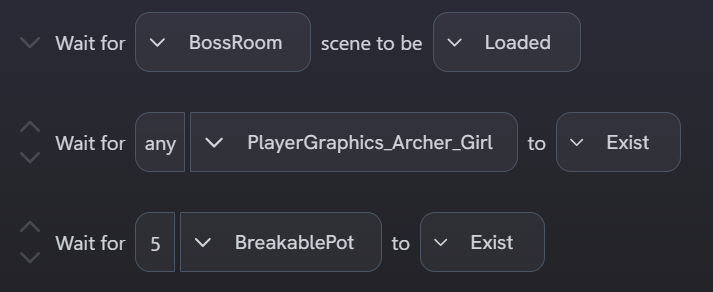 Wait for BossRoom scene to be Loaded
Wait for any PlayerGraphics_Archer_Girl to Exist
Wait for 5 BreakablePot to Exist